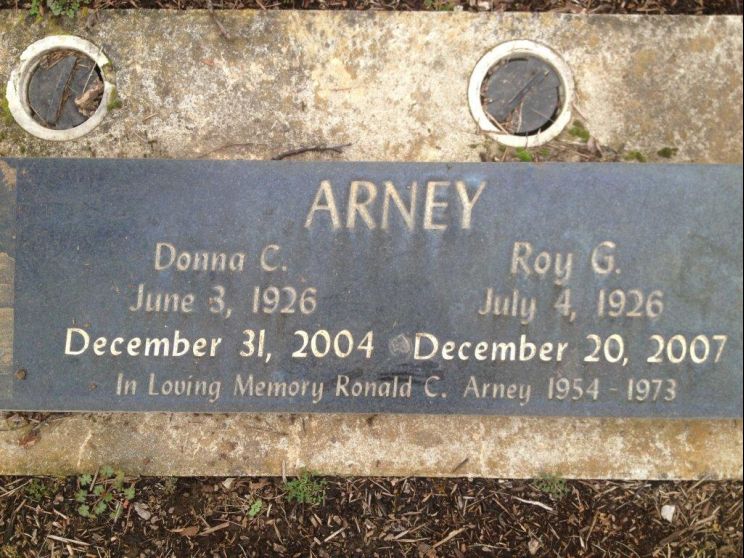 ARNEY
Donna C. Roy G.
June 3, 1926 July 4, 1926
December 31, 2004 December 20, 2007
In Loving Memory Ronald C. Arney 1954 - 1973